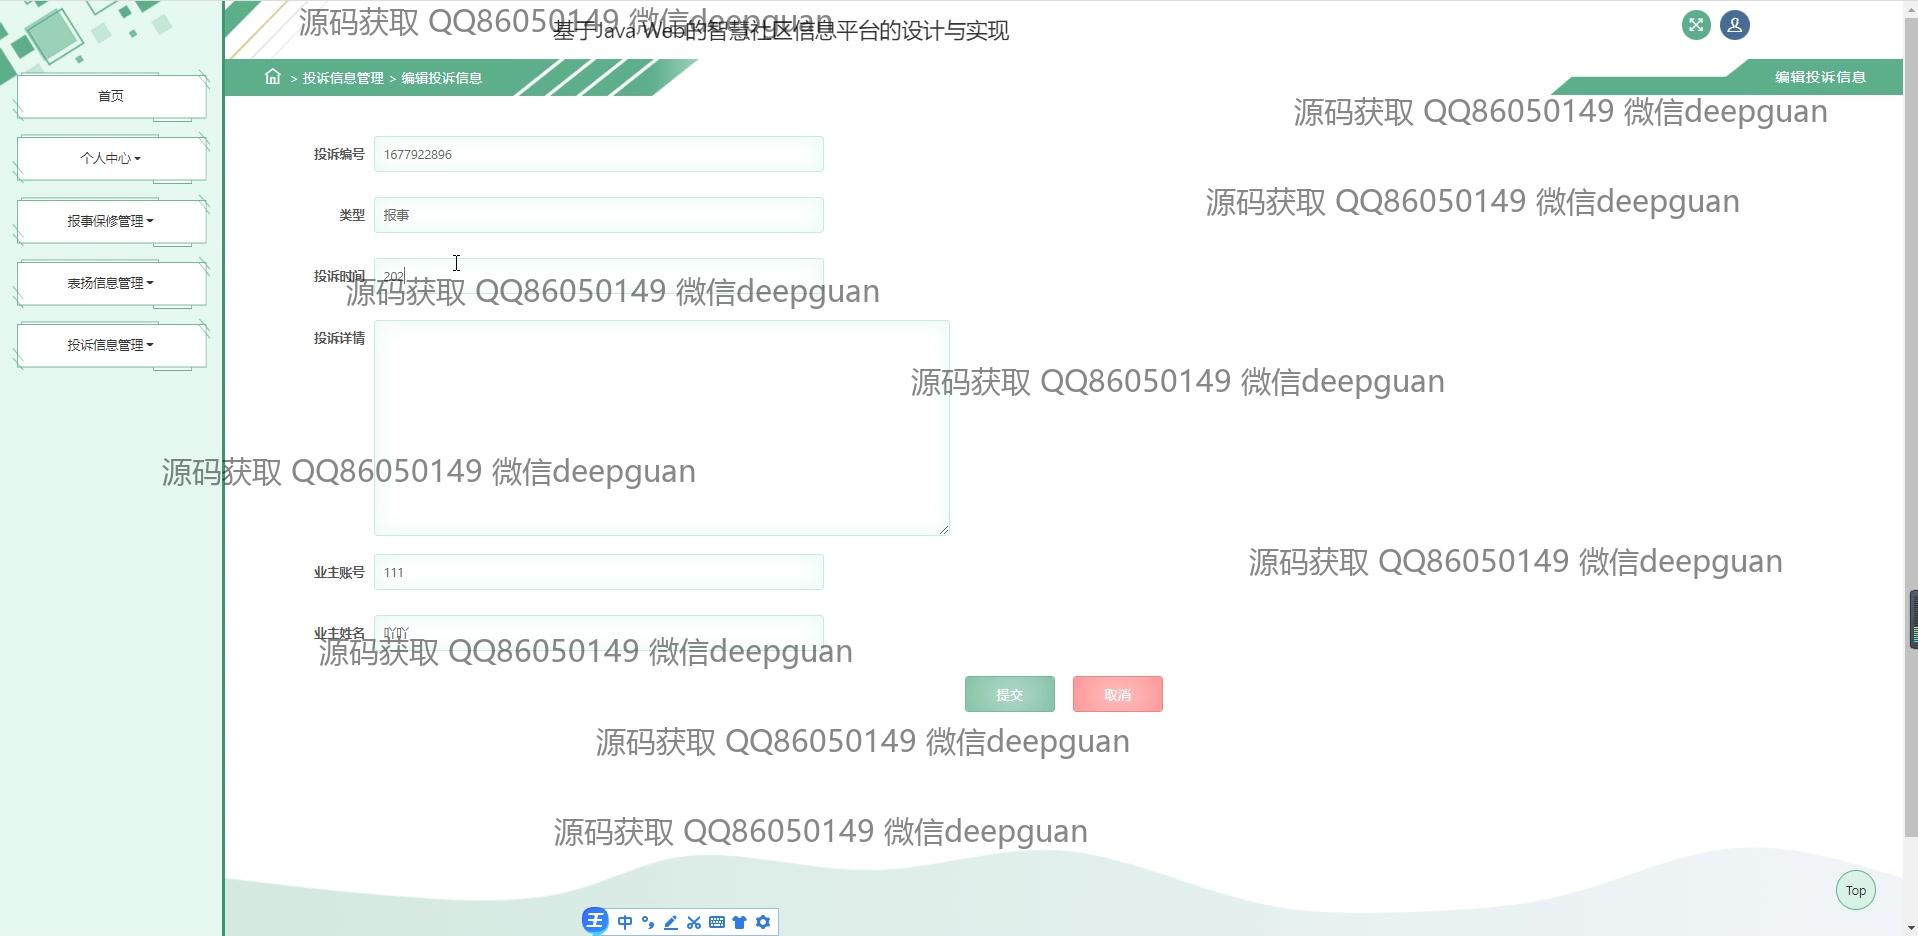 源码获取 QQ86050149 微信deepguan
基于Java Web的智慧社区信息平台的设计与实现
> 投诉信息管理 > 编辑投诉信息
编辑投诉信息
首页
个人中心
报事保修管理
表扬信息管理
投诉信息管理
源码获取 QQ86050149 微信deepguan
投诉编号 1677922896
源码获取 QQ86050149 微信deepguan
类型 报事
投诉时间 202
源码获取 QQ86050149 微信deepguan
投诉详情
源码获取 QQ86050149 微信deepguan
源码获取 QQ86050149 微信deepguan
源码获取 QQ86050149 微信deepguan
业主账号 111
业主姓名 吖吖
源码获取 QQ86050149 微信deepguan
提交 取消
源码获取 QQ86050149 微信deepguan
源码获取 QQ86050149 微信deepguan
Top
王 中